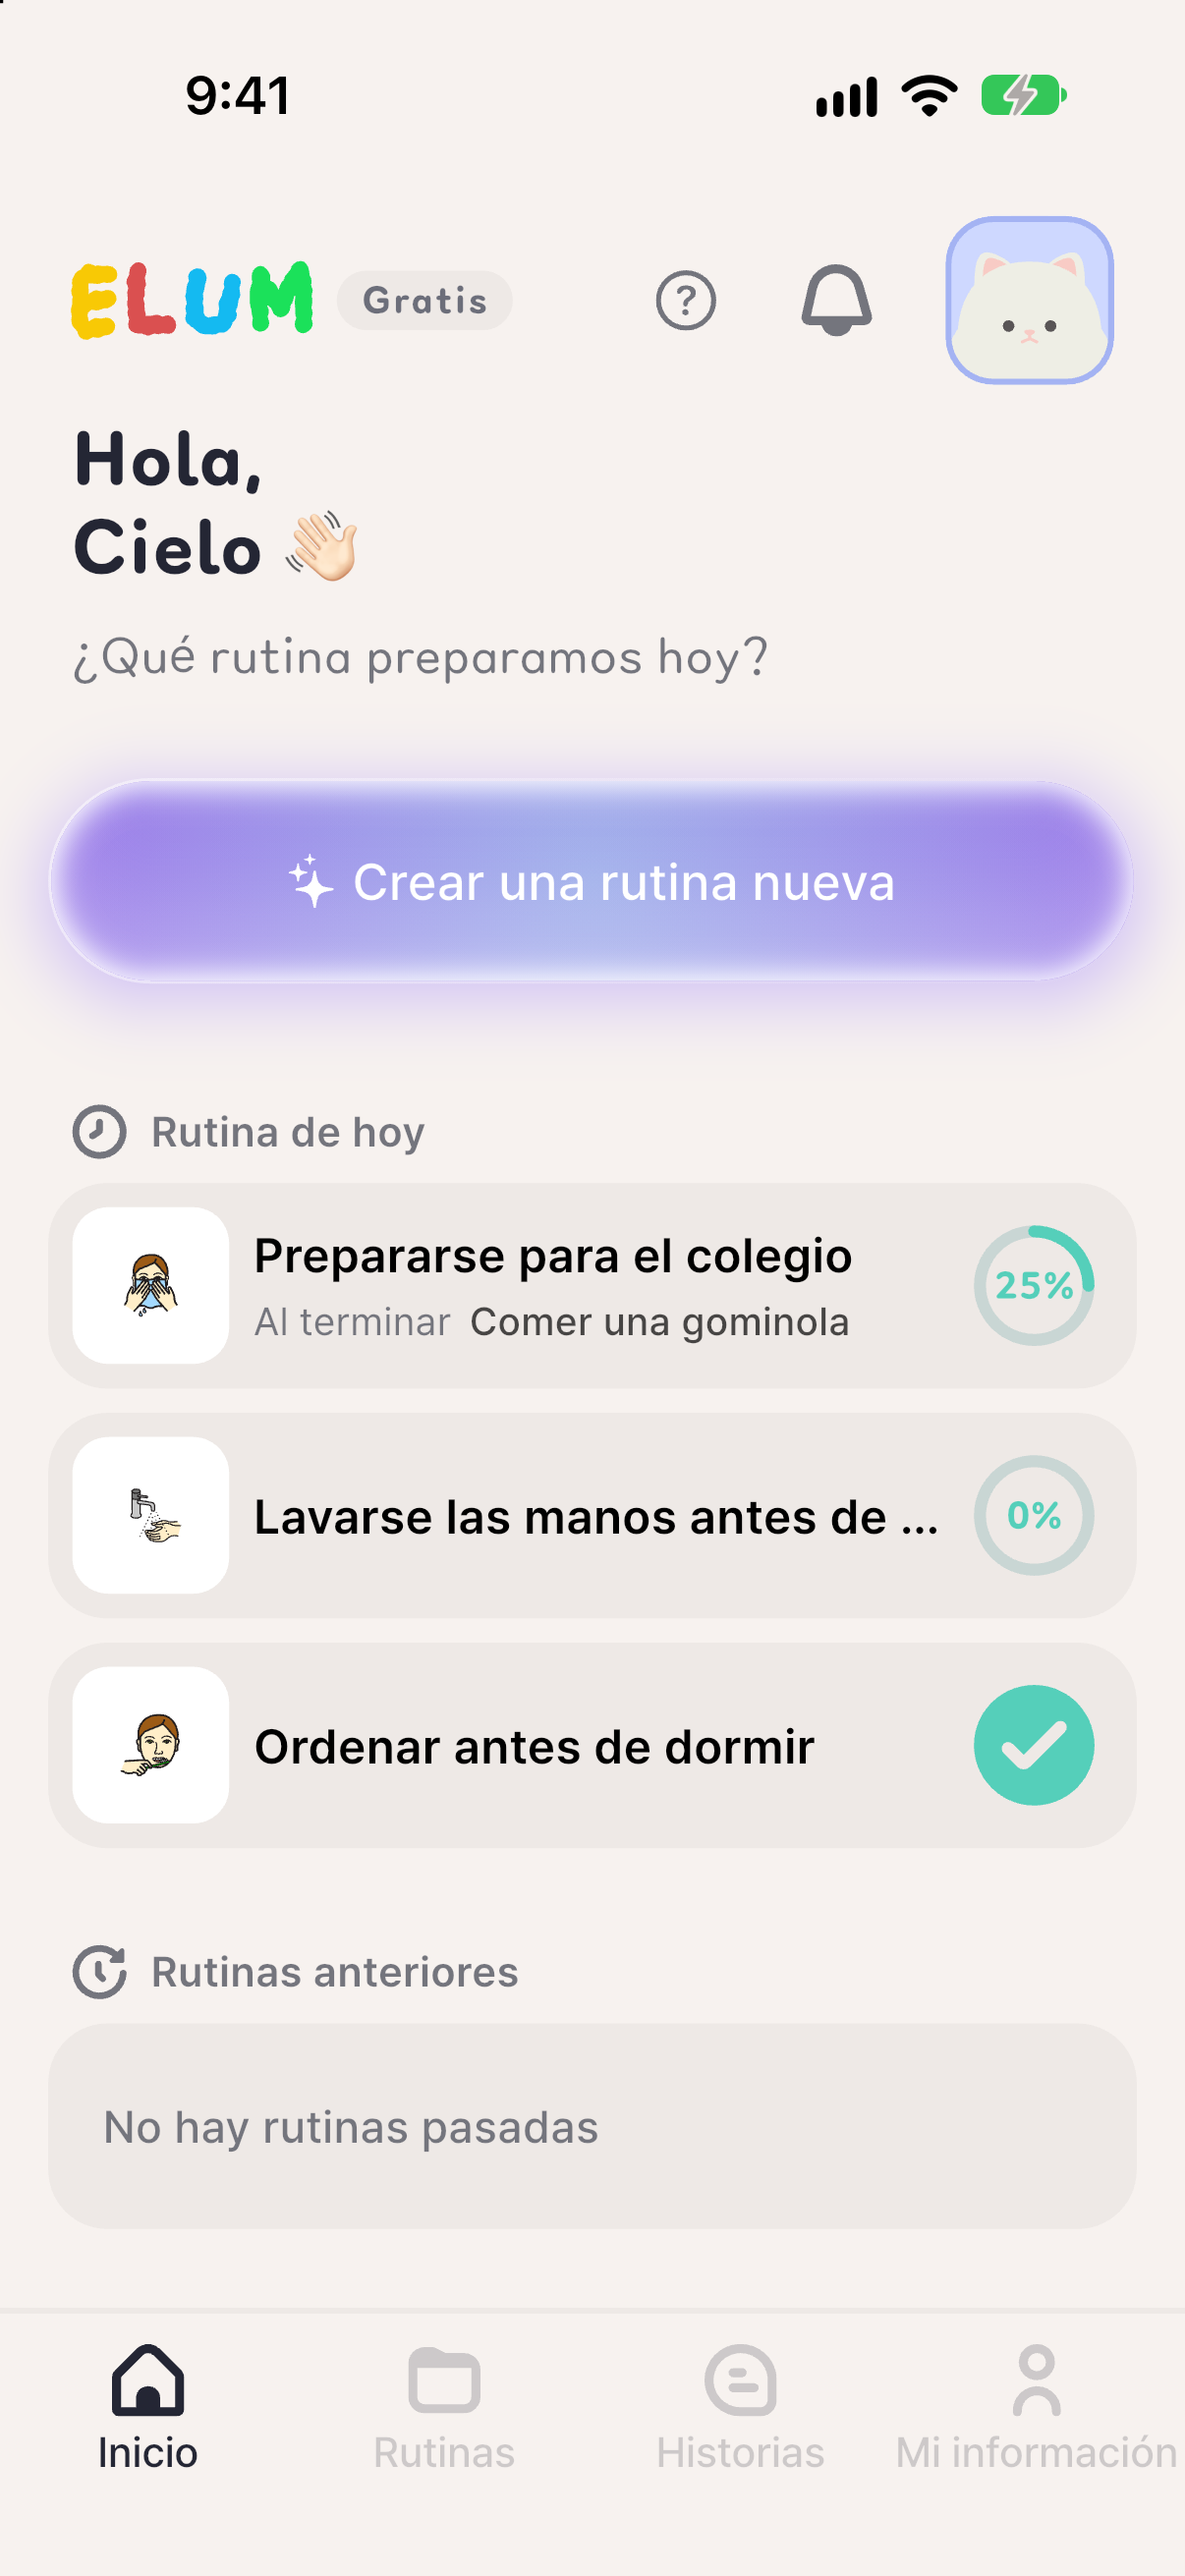 9:41
ELUM Gratis
Hola,
Cielo 👋🏻
¿Qué rutina preparamos hoy?
Crear una rutina nueva
Rutina de hoy
Prepararse para el colegio
Al terminar Comer una gominola
25%
Lavarse las manos antes de ...
0%
Ordenar antes de dormir
Rutinas anteriores
No hay rutinas pasadas
Inicio
Rutinas
Historias
Mi información